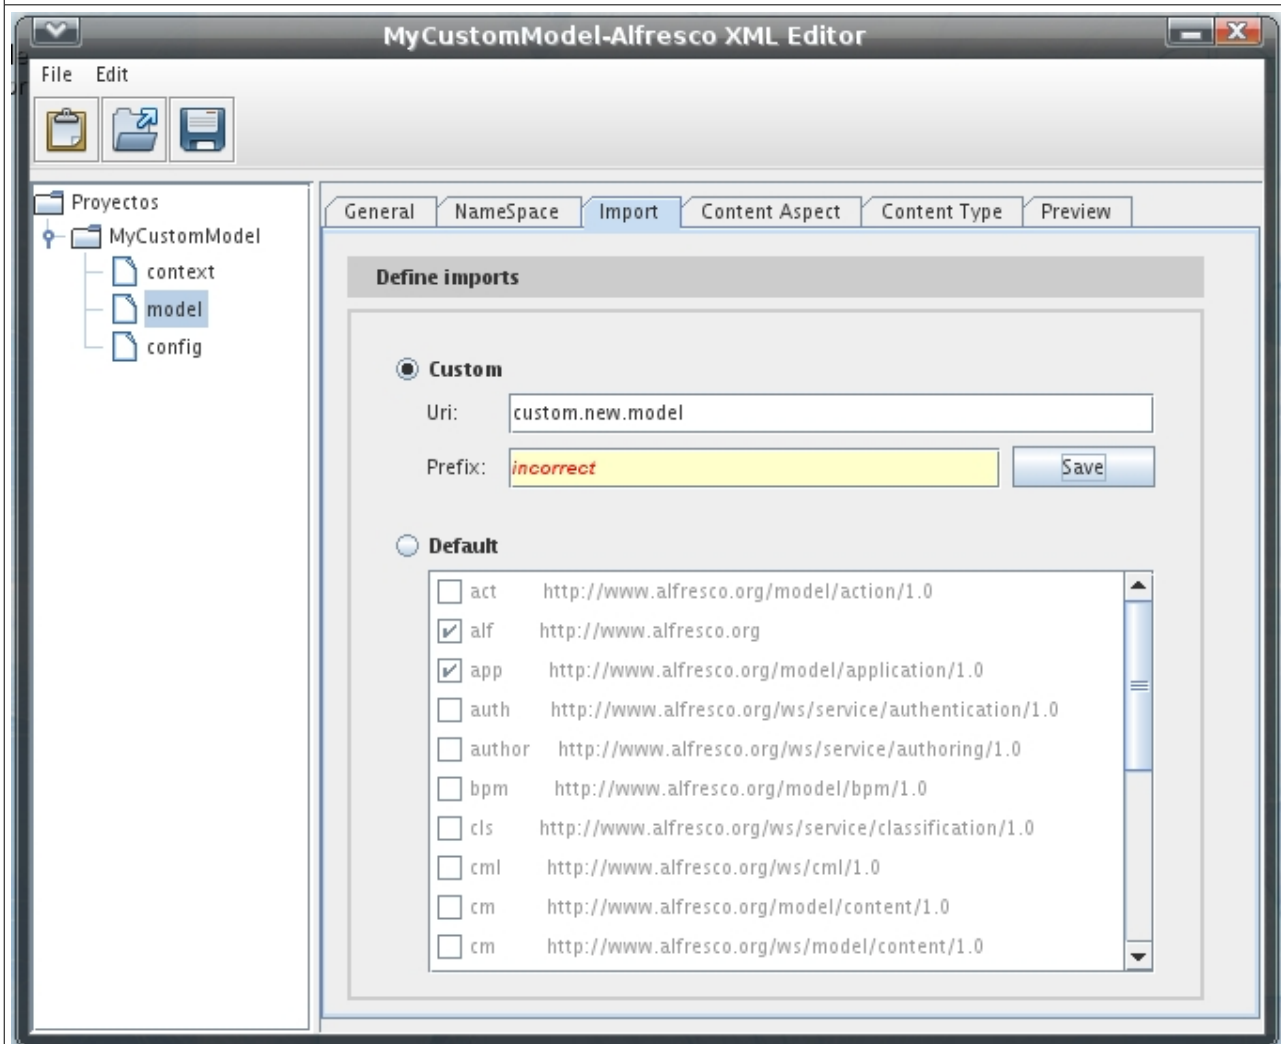 MyCustomModel-Alfresco XML Editor
File Edit
Proyectos
MyCustomModel
context
model
config
General NameSpace Import Content Aspect Content Type Preview
Define imports
Custom
Uri: custom.new.model
Prefix: incorrect Save
Default
act http://www.alfresco.org/model/action/1.0
alf http://www.alfresco.org
app http://www.alfresco.org/model/application/1.0
auth http://www.alfresco.org/ws/service/authentication/1.0
author http://www.alfresco.org/ws/service/authoring/1.0
bpm http://www.alfresco.org/model/bpm/1.0
cls http://www.alfresco.org/ws/service/classification/1.0
cml http://www.alfresco.org/ws/cml/1.0
cm http://www.alfresco.org/model/content/1.0
cm http://www.alfresco.org/ws/model/content/1.0